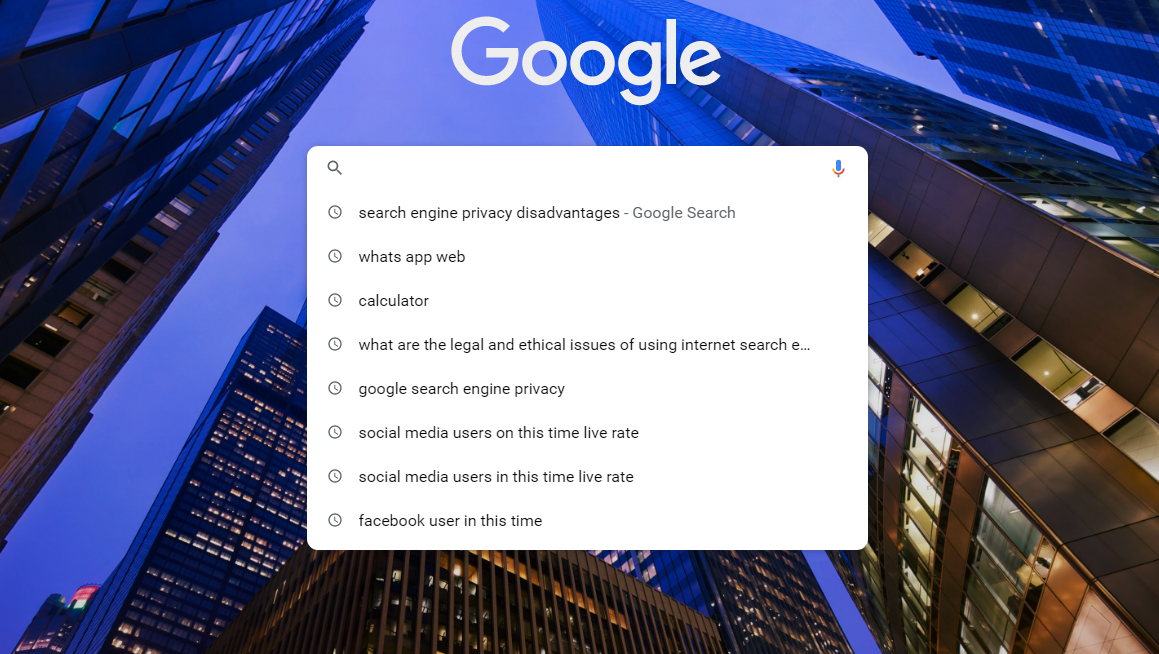 Google
search engine privacy disadvantages - Google Search
whats app web
calculator
what are the legal and ethical issues of using internet search e...
google search engine privacy
social media users on this time live rate
social media users in this time live rate
facebook user in this time